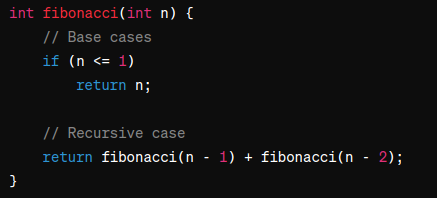 int fibonacci(int n) {
    // Base cases
    if (n <= 1)
        return n;

    // Recursive case
    return fibonacci(n - 1) + fibonacci(n - 2);
}